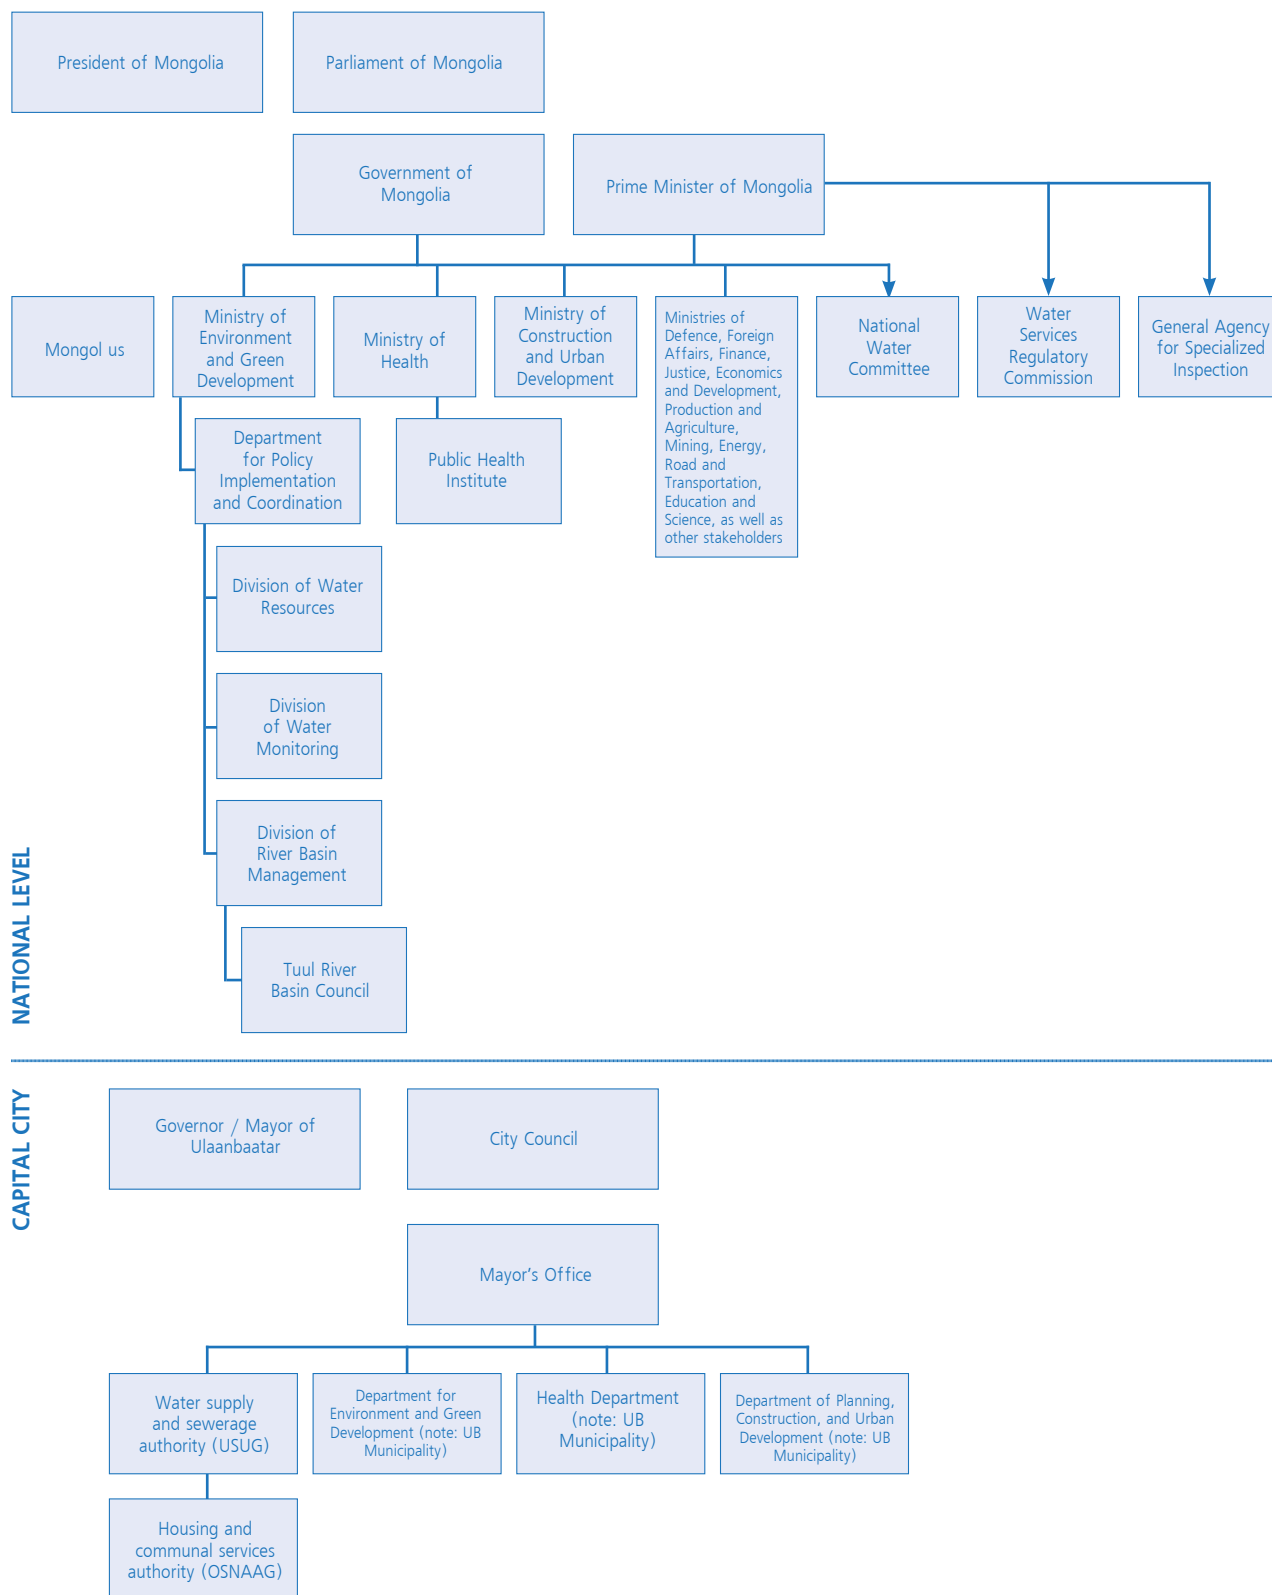 President of Mongolia
Parliament of Mongolia
Government of
Mongolia
Prime Minister of Mongolia
Mongol us
Ministry of
Environment
and Green
Development
Ministry of
Health
Ministry of
Construction
and Urban
Development
Ministries of
Defence, Foreign
Affairs, Finance,
Justice, Economics
and Development,
Production and
Agriculture,
Mining, Energy,
Road and
Transportation,
Education and
Science, as well as
other stakeholders
National
Water
Committee
Water
Services
Regulatory
Commission
General Agency
for Specialized
Inspection
Department
for Policy
Implementation
and Coordination
Public Health
Institute
Division of Water
Resources
Division
of Water
Monitoring
Division of
River Basin
Management
Tuul River
Basin Council
NATIONAL LEVEL
CAPITAL CITY
Governor / Mayor of
Ulaanbaatar
City Council
Mayor’s Office
Water supply
and sewerage
authority (USUG)
Department for
Environment and Green
Development (note: UB
Municipality)
Health Department
(note: UB
Municipality)
Department of Planning,
Construction, and Urban
Development (note: UB
Municipality)
Housing and
communal services
authority (OSNAAG)